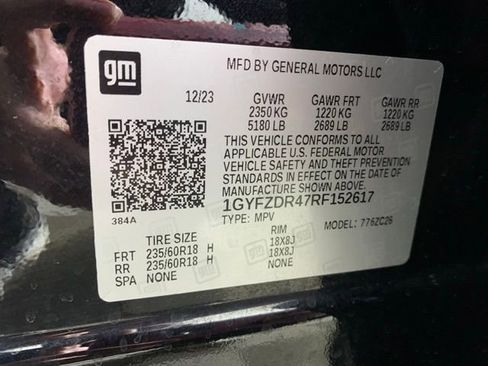 gm
MFD BY GENERAL MOTORS LLC
12/23 GVWR GAWR FRT GAWR RR
2350 KG 1220 KG 1220 KG
5180 LB 2689 LB 2689 LB
THIS VEHICLE CONFORMS TO ALL
APPLICABLE U.S. FEDERAL MOTOR
VEHICLE SAFETY AND THEFT PREVENTION
STANDARDS IN EFFECT ON THE DATE OF
MANUFACTURE SHOWN ABOVE.
1GYFZDR47RF152617
384A TYPE: MPV MODEL: 776ZC26
TIRE SIZE RIM
FRT 235/60R18 H 18X8J
RR 235/60R18 H 18X8J
SPA NONE NONE